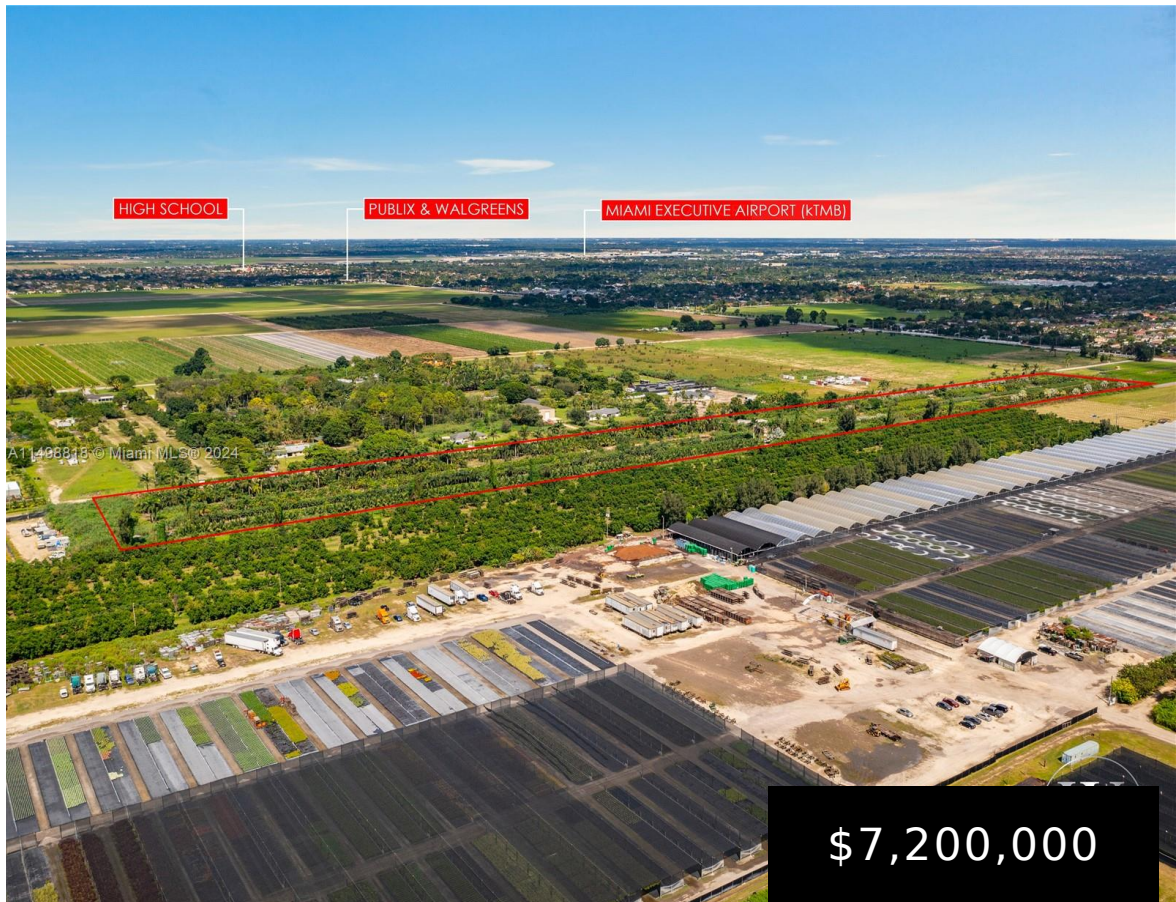 HIGH SCHOOL
PUBLIX & WALGREENS
MIAMI EXECUTIVE AIRPORT (kTMB)
A11498818 © Miami MLS® 2024
$7,200,000